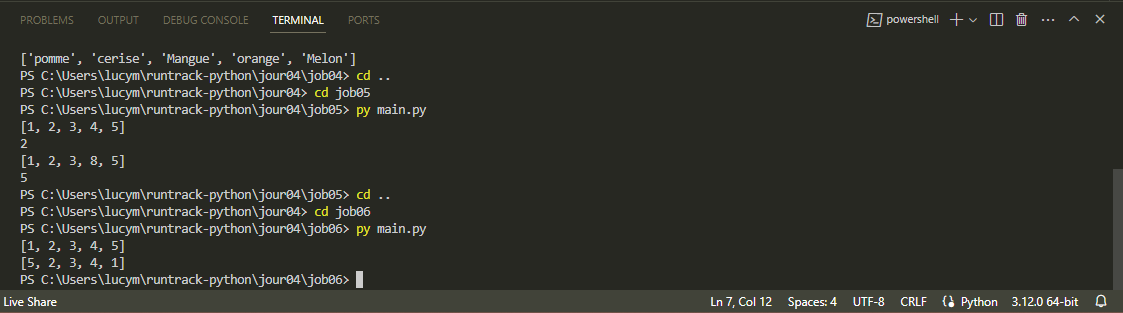 PROBLEMS OUTPUT DEBUG CONSOLE TERMINAL PORTS powershell
['pomme', 'cerise', 'Mangue', 'orange', 'Melon']
PS C:\Users\lucym\runtrack-python\jour04\job04> cd ..
PS C:\Users\lucym\runtrack-python\jour04> cd job05
PS C:\Users\lucym\runtrack-python\jour04\job05> py main.py
[1, 2, 3, 4, 5]
2
[1, 2, 3, 8, 5]
5
PS C:\Users\lucym\runtrack-python\jour04\job05> cd ..
PS C:\Users\lucym\runtrack-python\jour04> cd job06
PS C:\Users\lucym\runtrack-python\jour04\job06> py main.py
[1, 2, 3, 4, 5]
[5, 2, 3, 4, 1]
PS C:\Users\lucym\runtrack-python\jour04\job06>
Live Share Ln 7, Col 12 Spaces: 4 UTF-8 CRLF Python 3.12.0 64-bit